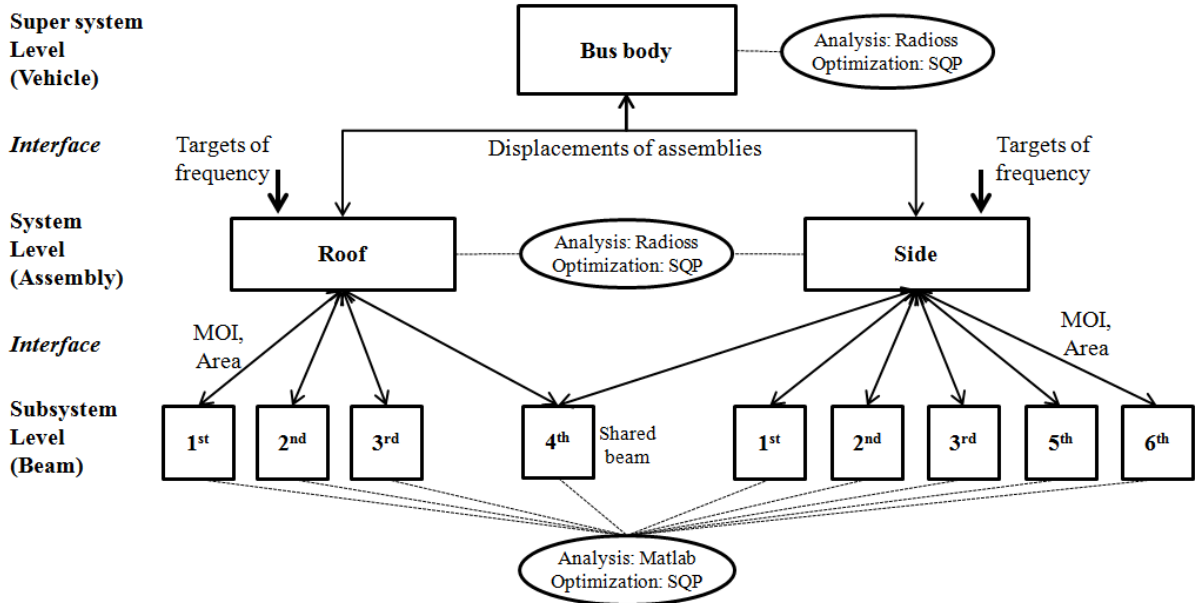 Super system
Level
(Vehicle)
Bus body
Analysis: Radioss
Optimization: SQP
Interface
Targets of
frequency
Displacements of assemblies
Targets of
frequency
System
Level
(Assembly)
Roof
Analysis: Radioss
Optimization: SQP
Side
Interface
MOI,
Area
MOI,
Area
Subsystem
Level
(Beam)
1st
2nd
3rd
4th
Shared
beam
1st
2nd
3rd
5th
6th
Analysis: Matlab
Optimization: SQP